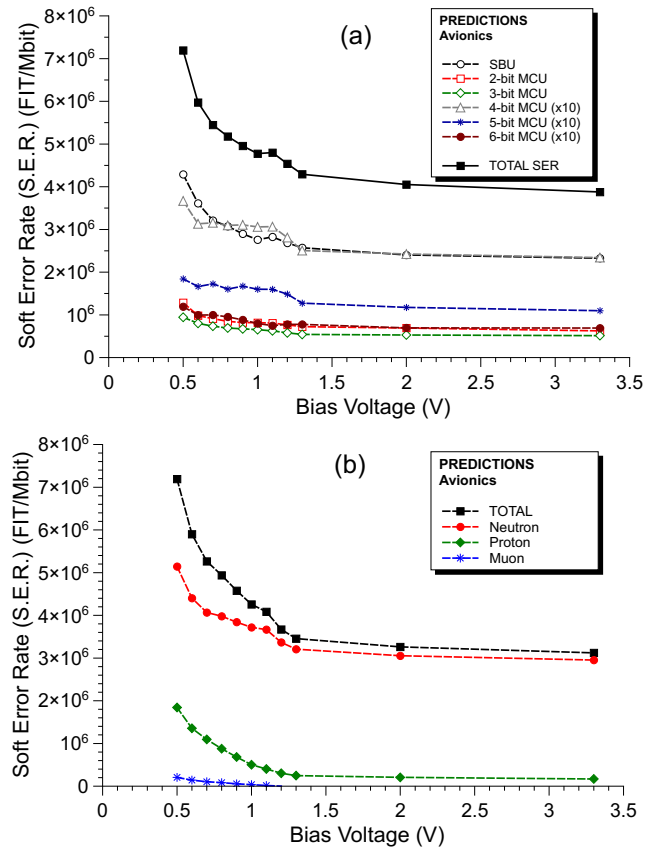 (a)
PREDICTIONS
Avionics
SBU
2-bit MCU
3-bit MCU
4-bit MCU (x10)
5-bit MCU (x10)
6-bit MCU (x10)
TOTAL SER
Soft Error Rate (S.E.R.) (FIT/Mbit)
8×10⁶
7×10⁶
6×10⁶
5×10⁶
4×10⁶
3×10⁶
2×10⁶
1×10⁶
0
0 0.5 1 1.5 2 2.5 3 3.5
Bias Voltage (V)
(b)
PREDICTIONS
Avionics
TOTAL
Neutron
Proton
Muon
Soft Error Rate (S.E.R.) (FIT/Mbit)
8×10⁶
7×10⁶
6×10⁶
5×10⁶
4×10⁶
3×10⁶
2×10⁶
1×10⁶
0
0 0.5 1 1.5 2 2.5 3 3.5
Bias Voltage (V)